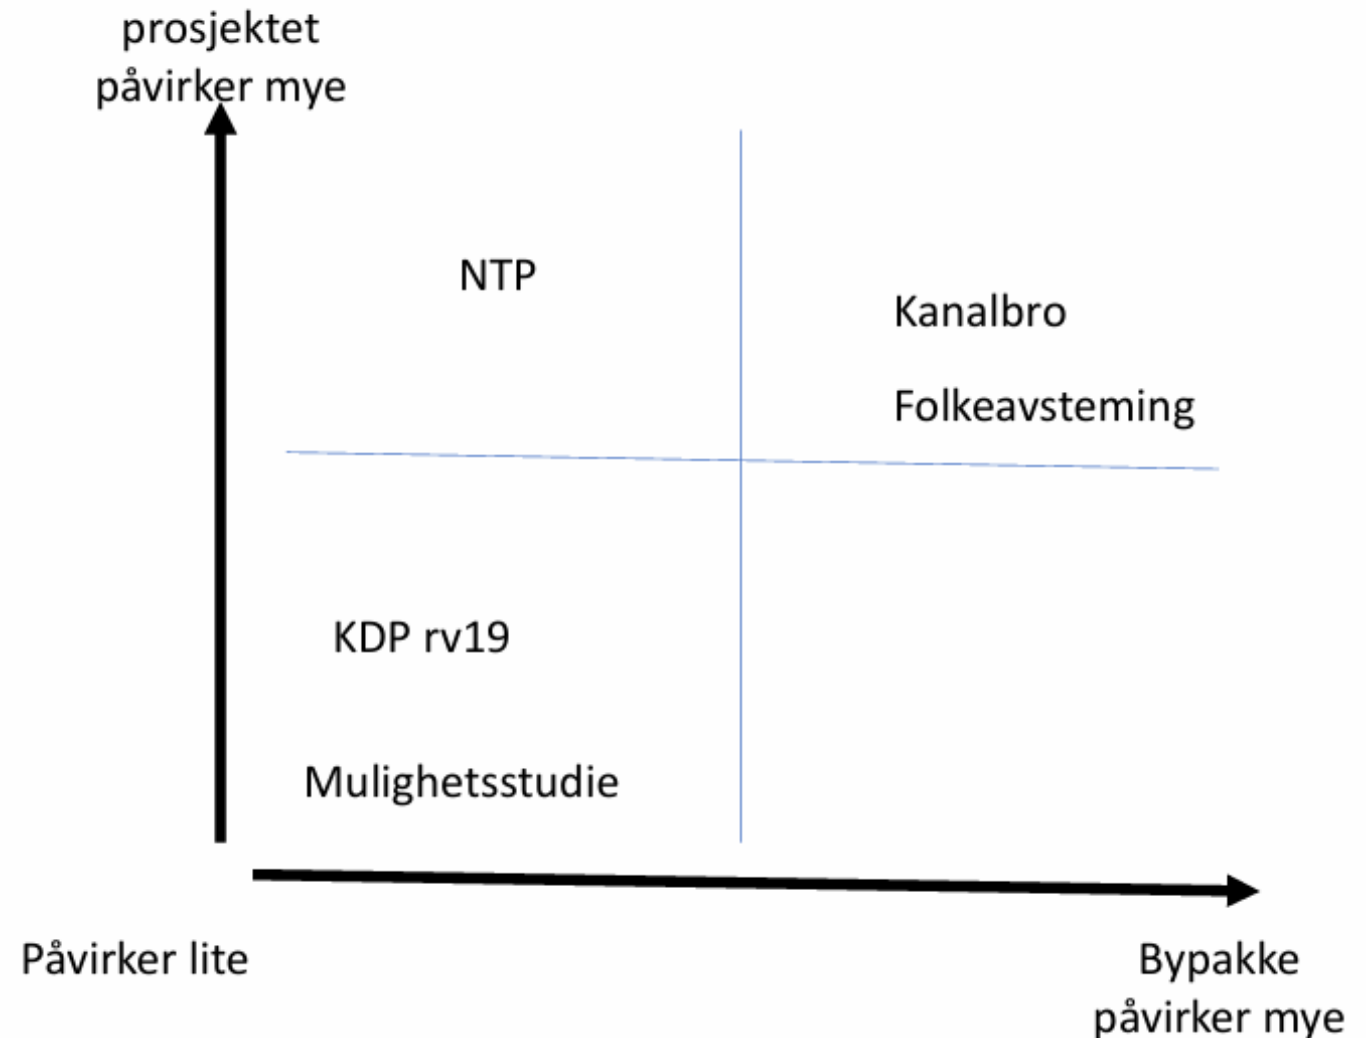 prosjektet
påvirker mye
NTP
Kanalbro
Folkeavsteming
KDP rv19
Mulighetsstudie
Påvirker lite
Bypakke
påvirker mye